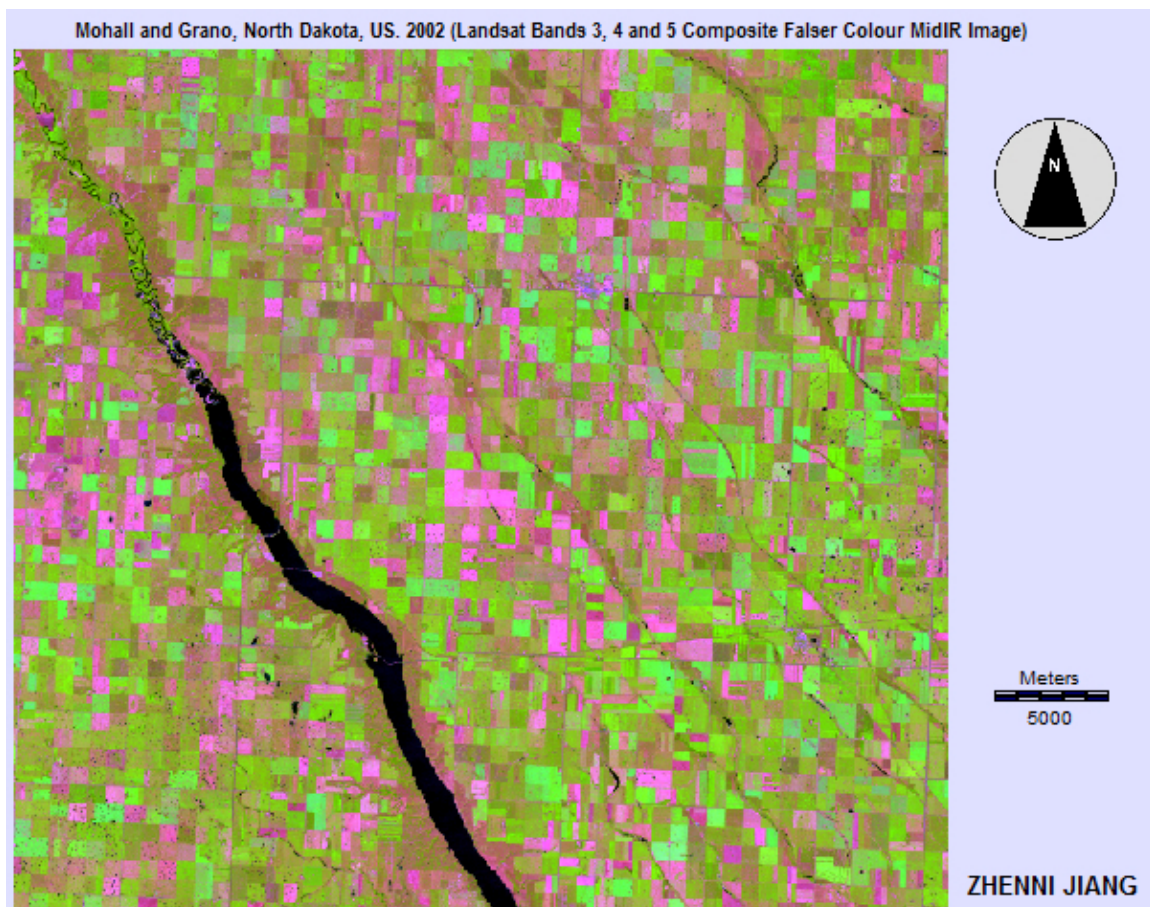 Mohall and Grano, North Dakota, US. 2002 (Landsat Bands 3, 4 and 5 Composite Falser Colour MidIR Image)
N
Meters
5000
ZHENNI JIANG